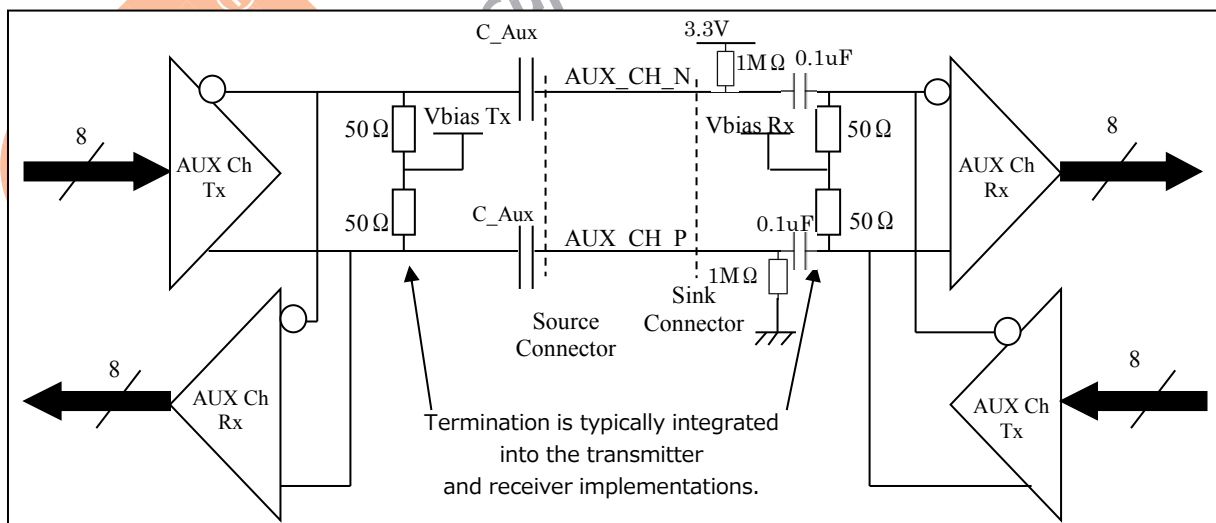 C_Aux
3.3V
1MΩ
0.1uF
AUX_CH_N
8
AUX Ch
Tx
50Ω
Vbias Tx
Vbias Rx
50Ω
AUX Ch
Rx
8
50Ω
C_Aux
AUX_CH_P
0.1uF
50Ω
1MΩ
Source
Connector
Sink
Connector
8
AUX Ch
Rx
Termination is typically integrated
into the transmitter
and receiver implementations.
AUX Ch
Tx
8